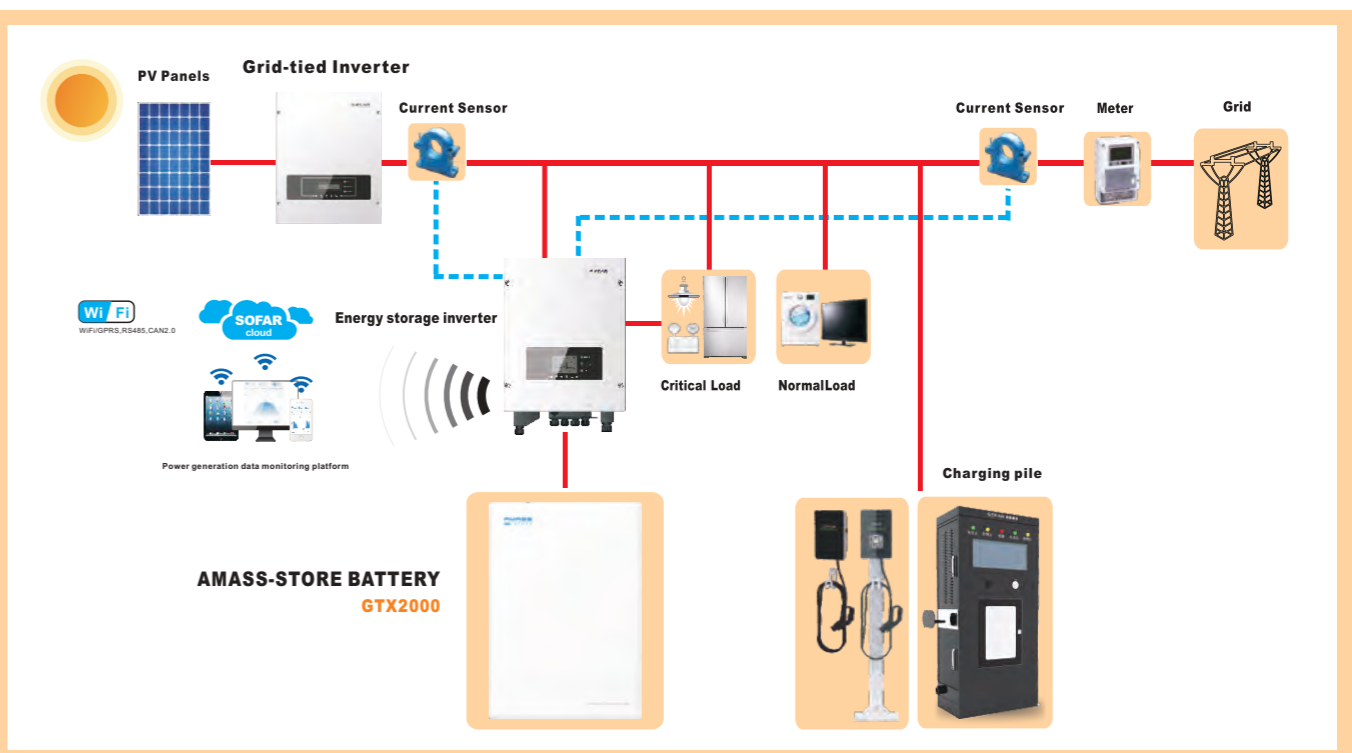 PV Panels
Grid-tied Inverter
Current Sensor
Current Sensor
Meter
Grid
Wi Fi
WiFi/GPRS,RS485,CAN2.0
SOFAR
cloud
Energy storage inverter
Critical Load
NormalLoad
Power generation data monitoring platform
Charging pile
AMASS-STORE BATTERY
GTX2000
AMASS